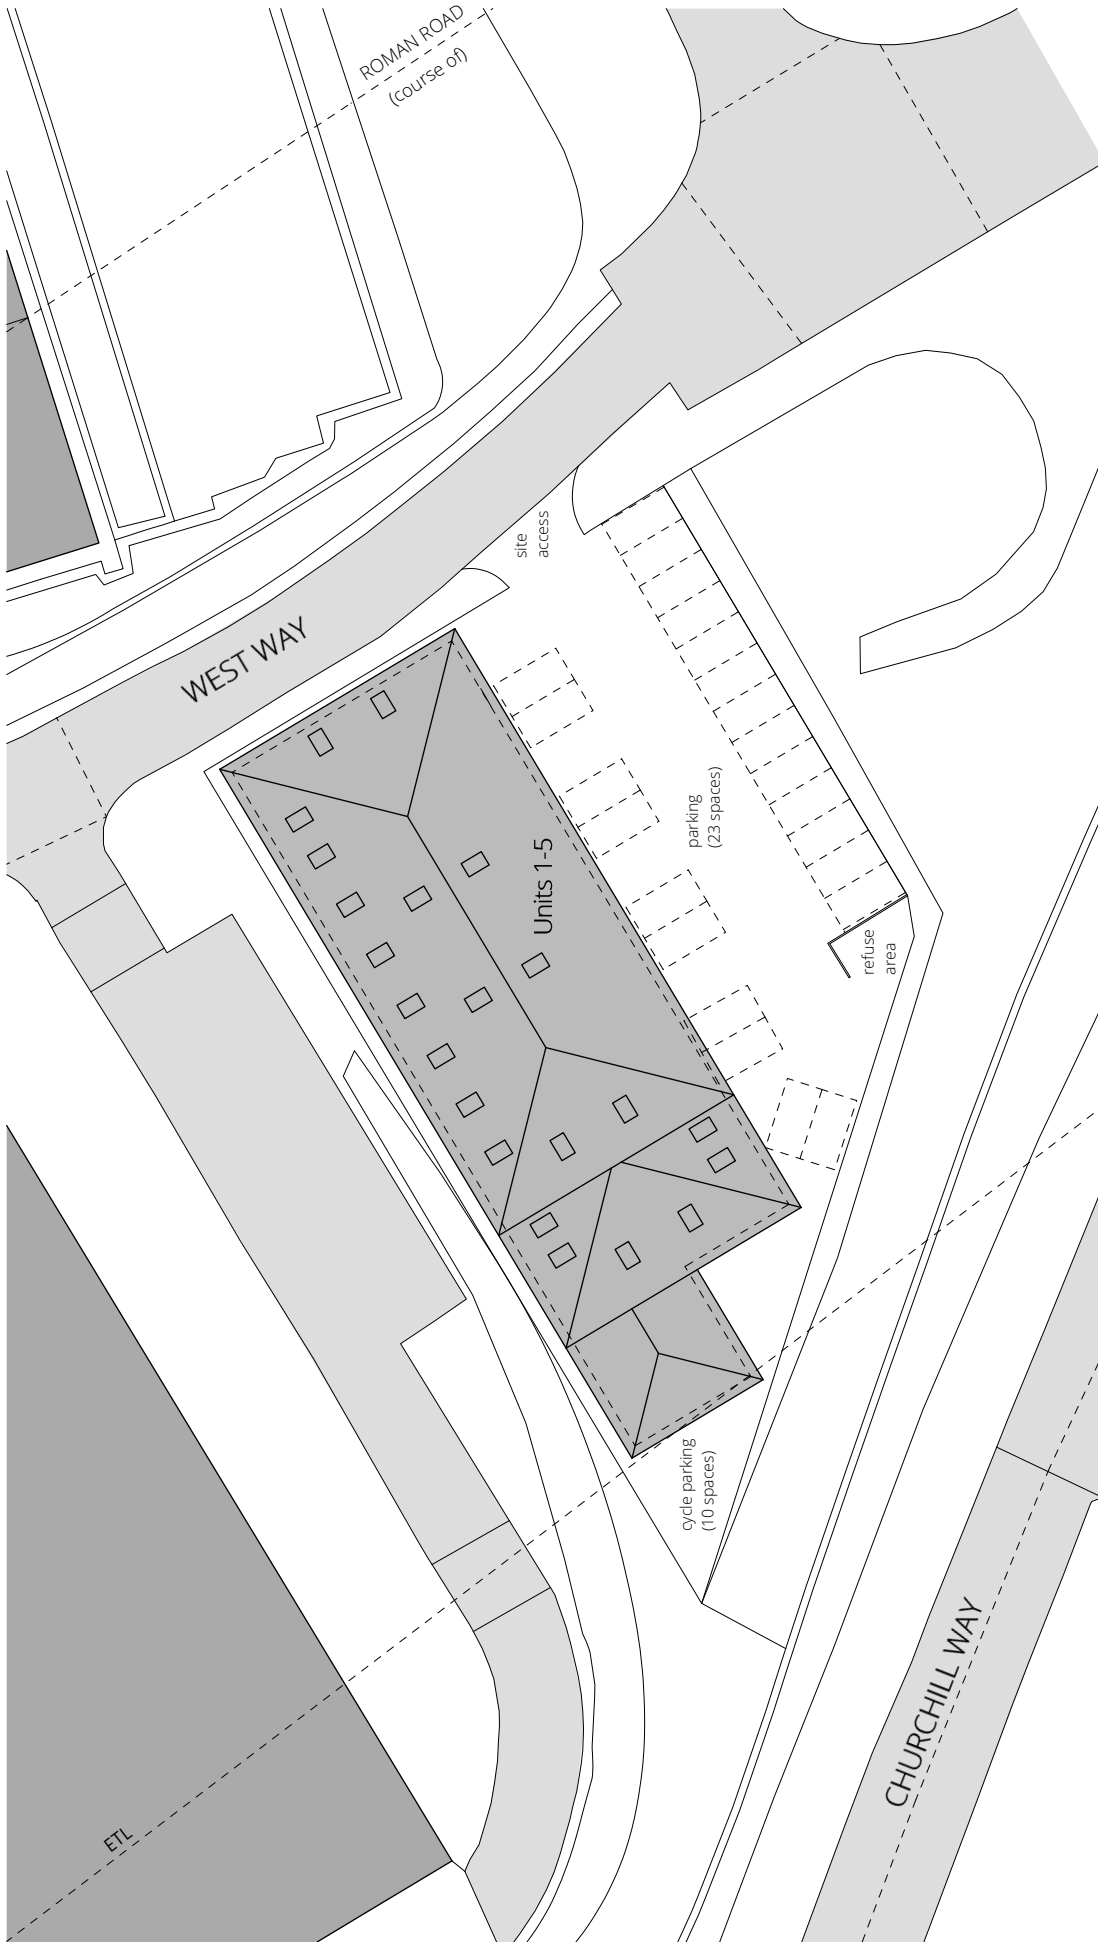 ROMAN ROAD
(course of)
site
access
WEST WAY
parking
(23 spaces)
Units 1-5
refuse
area
cycle parking
(10 spaces)
CHURCHILL WAY
ETL